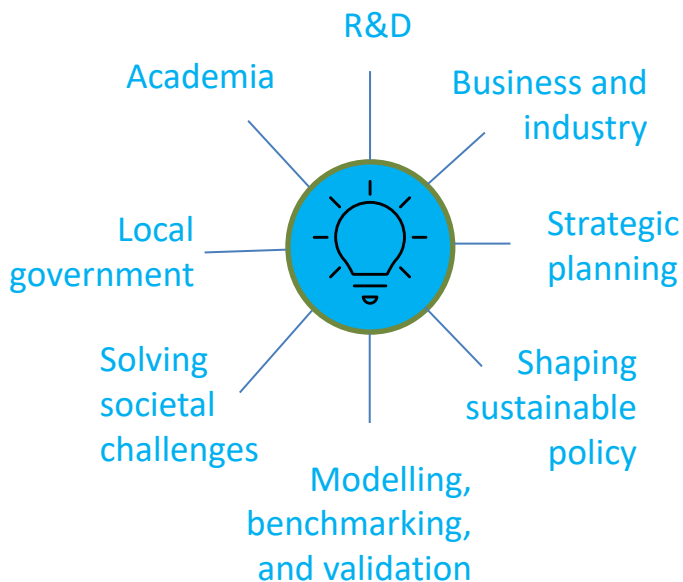 R&D
Academia
Business and
industry
Local
government
Strategic
planning
Solving
societal
challenges
Shaping
sustainable
policy
Modelling,
benchmarking,
and validation